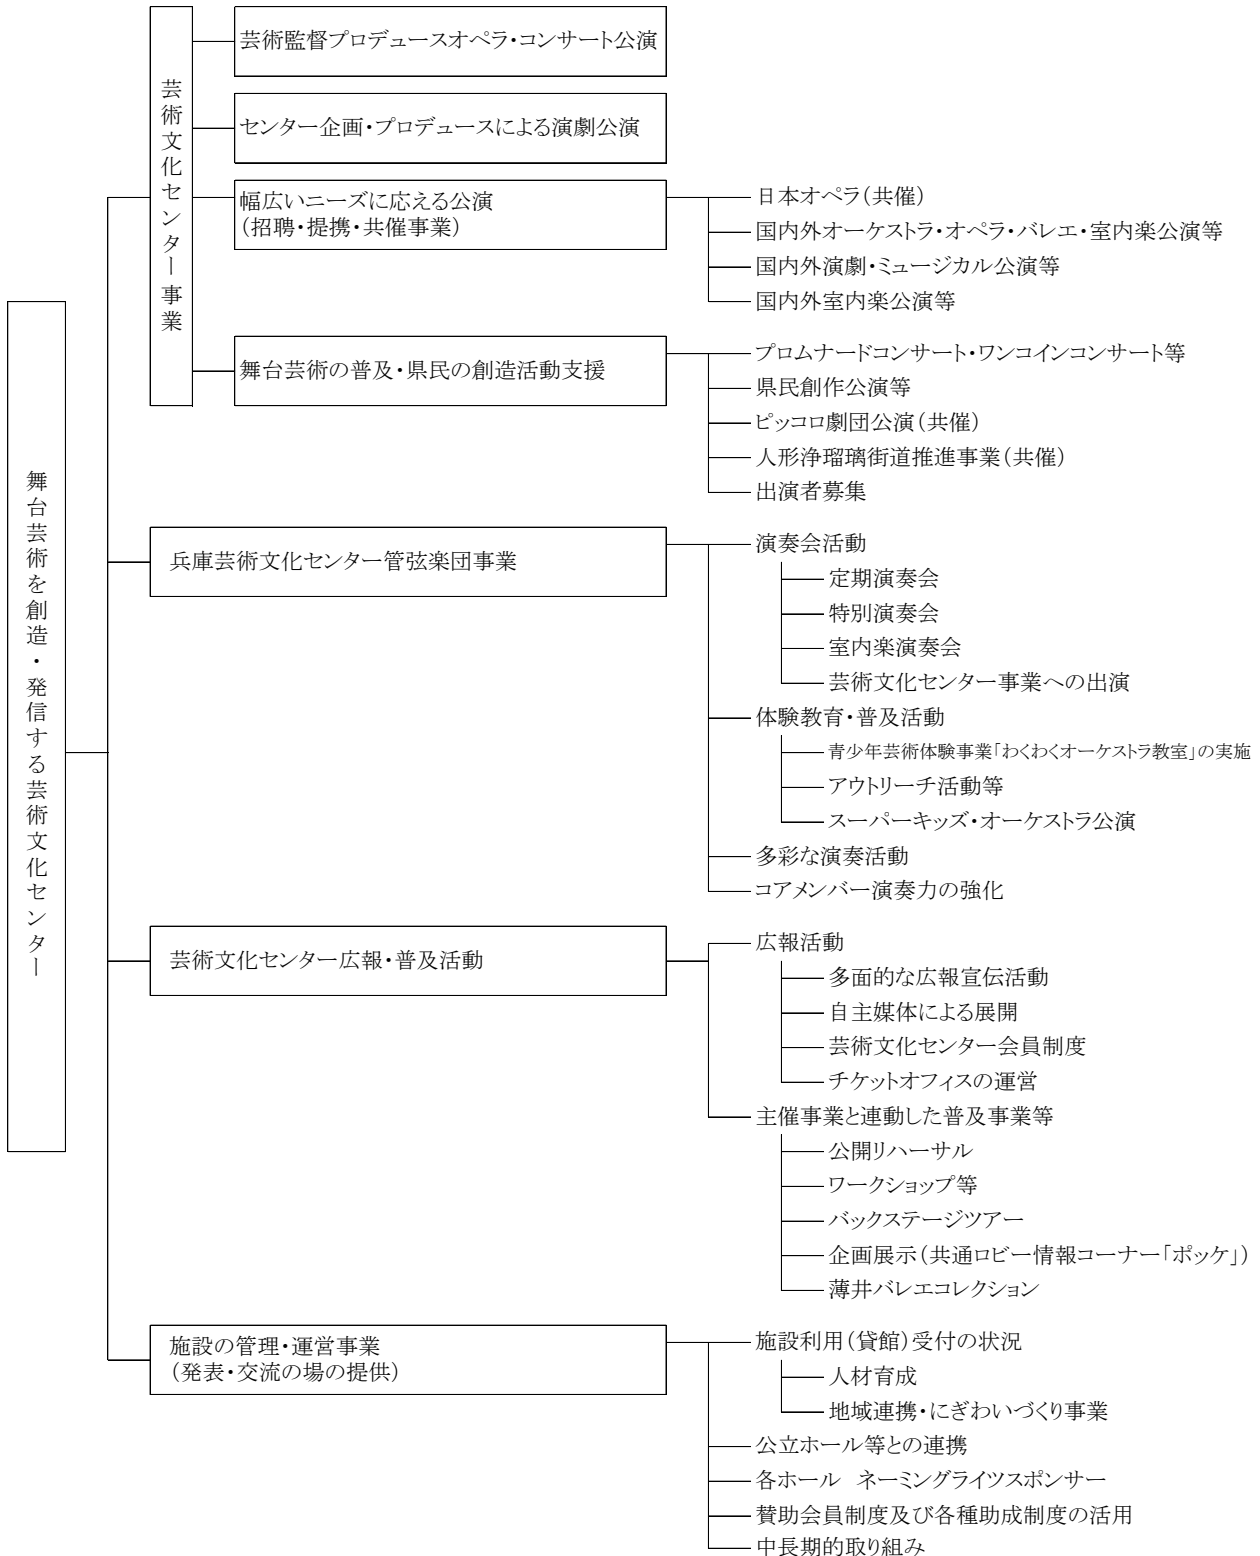 舞台芸術を創造・発信する芸術文化センター
芸術文化センター事業
芸術監督プロデュースオペラ・コンサート公演
センター企画・プロデュースによる演劇公演
幅広いニーズに応える公演
（招聘・提携・共催事業）
日本オペラ（共催）
国内外オーケストラ・オペラ・バレエ・室内楽公演等
国内外演劇・ミュージカル公演等
国内外室内楽公演等
舞台芸術の普及・県民の創造活動支援
プロムナードコンサート・ワンコインコンサート等
県民創作公演等
ピッコロ劇団公演（共催）
人形浄瑠璃街道推進事業（共催）
出演者募集
兵庫芸術文化センター管弦楽団事業
演奏会活動
定期演奏会
特別演奏会
室内楽演奏会
芸術文化センター事業への出演
体験教育・普及活動
青少年芸術体験事業「わくわくオーケストラ教室」の実施
アウトリーチ活動等
スーパーキッズ・オーケストラ公演
多彩な演奏活動
コアメンバー演奏力の強化
芸術文化センター広報・普及活動
広報活動
多面的な広報宣伝活動
自主媒体による展開
芸術文化センター会員制度
チケットオフィスの運営
主催事業と連動した普及事業等
公開リハーサル
ワークショップ等
バックステージツアー
企画展示（共通ロビー情報コーナー「ポッケ」）
薄井バレエコレクション
施設の管理・運営事業
（発表・交流の場の提供）
施設利用（貸館）受付の状況
人材育成
地域連携・にぎわいづくり事業
公立ホール等との連携
各ホール　ネーミングライツスポンサー
賛助会員制度及び各種助成制度の活用
中長期的取り組み